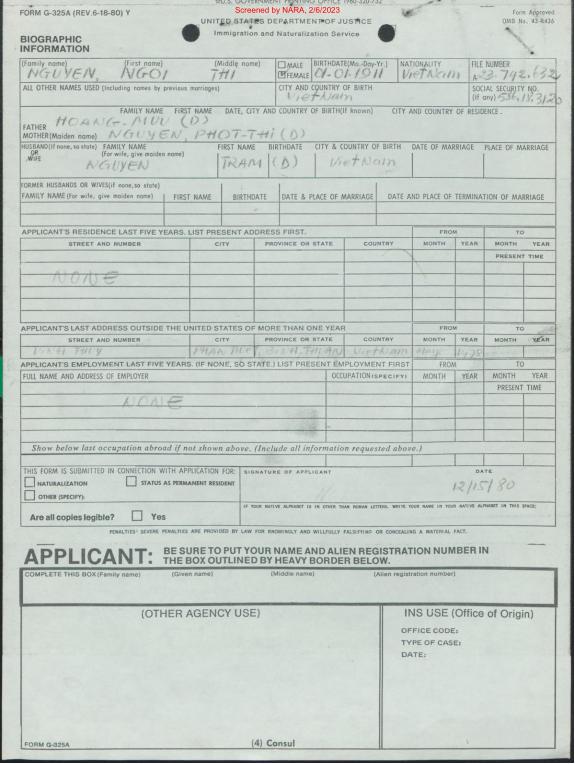 U.S. GOVERNMENT PRINTING OFFICE 1980-320-732
Screened by NARA, 2/6/2023
FORM G-325A (REV.6-18-80) Y
UNITED STATES DEPARTMENT OF JUSTICE
Form Approved
Immigration and Naturalization Service
OMB No. 43-R436
BIOGRAPHIC
INFORMATION
(Family name) (First name) (Middle name) MALE BIRTHDATE(Mo.-Day-Yr.) NATIONALITY FILE NUMBER
NGUYEN, NGOI THI FEMALE 01-01-1911 VietNam A-23.742.632
ALL OTHER NAMES USED (Including names by previous marriages) CITY AND COUNTRY OF BIRTH SOCIAL SECURITY NO.
VietNam (If any)
FAMILY NAME FIRST NAME DATE, CITY AND COUNTRY OF BIRTH(If known) CITY AND COUNTRY OF RESIDENCE.
FATHER HOANG-MUU (D)
MOTHER(Maiden name) NGUYEN, PHOT-THI (D)
HUSBAND(If none, so state) FAMILY NAME FIRST NAME BIRTHDATE CITY & COUNTRY OF BIRTH DATE OF MARRIAGE PLACE OF MARRIAGE
OR (For wife, give maiden name)
WIFE NGUYEN TRAM (D) VietNam
FORMER HUSBANDS OR WIVES(if none,so state)
FAMILY NAME (For wife, give maiden name) FIRST NAME BIRTHDATE DATE & PLACE OF MARRIAGE DATE AND PLACE OF TERMINATION OF MARRIAGE
APPLICANT'S RESIDENCE LAST FIVE YEARS. LIST PRESENT ADDRESS FIRST. FROM TO
STREET AND NUMBER CITY PROVINCE OR STATE COUNTRY MONTH YEAR MONTH YEAR
PRESENT TIME
NONE
APPLICANT'S LAST ADDRESS OUTSIDE THE UNITED STATES OF MORE THAN ONE YEAR FROM TO
STREET AND NUMBER CITY PROVINCE OR STATE COUNTRY MONTH YEAR MONTH YEAR
VietNam
APPLICANT'S EMPLOYMENT LAST FIVE YEARS. (IF NONE, SO STATE.) LIST PRESENT EMPLOYMENT FIRST FROM TO
FULL NAME AND ADDRESS OF EMPLOYER OCCUPATION(SPECIFY) MONTH YEAR MONTH YEAR
PRESENT TIME
NONE
Show below last occupation abroad if not shown above. (Include all information requested above.)
THIS FORM IS SUBMITTED IN CONNECTION WITH APPLICATION FOR: SIGNATURE OF APPLICANT DATE
NATURALIZATION STATUS AS PERMANENT RESIDENT 12/15/80
OTHER (SPECIFY):
IF YOUR NATIVE ALPHABET IS IN OTHER THAN ROMAN LETTERS, WRITE YOUR NAME IN YOUR NATIVE ALPHABET IN THIS SPACE:
Are all copies legible? Yes
PENALTIES: SEVERE PENALTIES ARE PROVIDED BY LAW FOR KNOWINGLY AND WILLFULLY FALSIFYING OR CONCEALING A MATERIAL FACT.
APPLICANT: BE SURE TO PUT YOUR NAME AND ALIEN REGISTRATION NUMBER IN
THE BOX OUTLINED BY HEAVY BORDER BELOW.
COMPLETE THIS BOX (Family name) (Given name) (Middle name) (Alien registration number)
(OTHER AGENCY USE) INS USE (Office of Origin)
OFFICE CODE:
TYPE OF CASE:
DATE:
FORM G-325A
(4) Consul